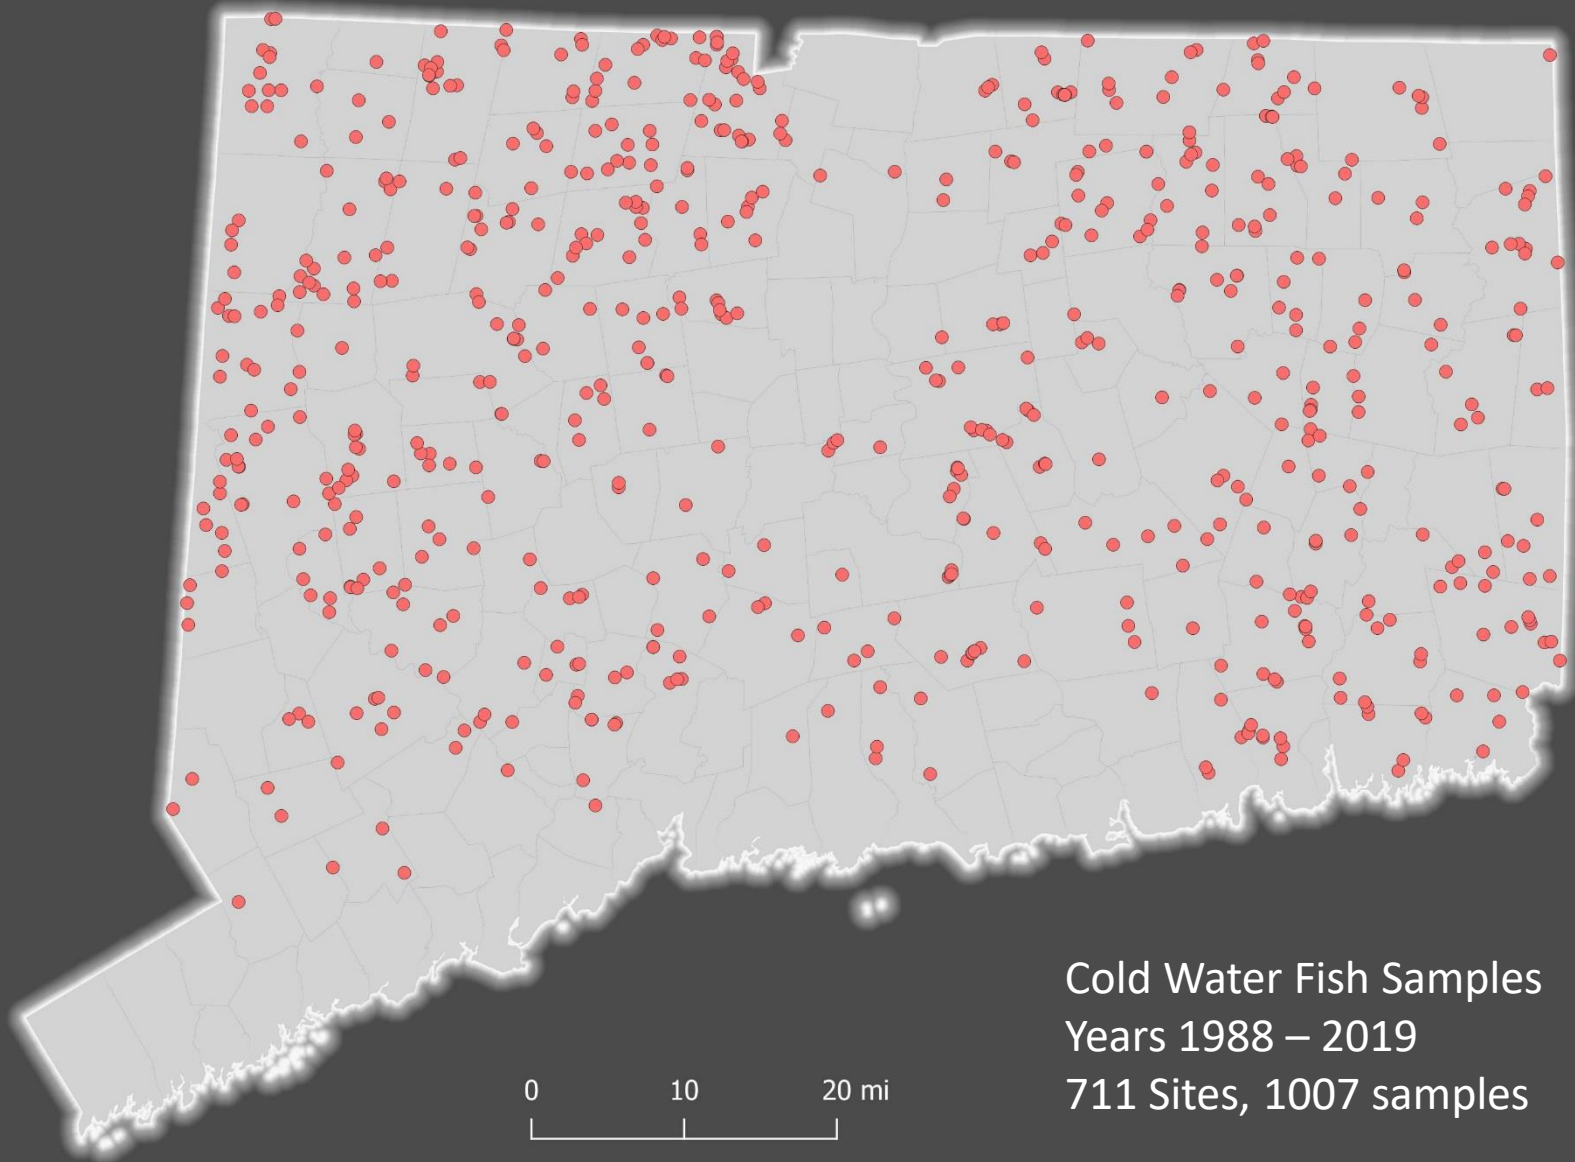 0 10 20 mi
Cold Water Fish Samples
Years 1988 – 2019
711 Sites, 1007 samples